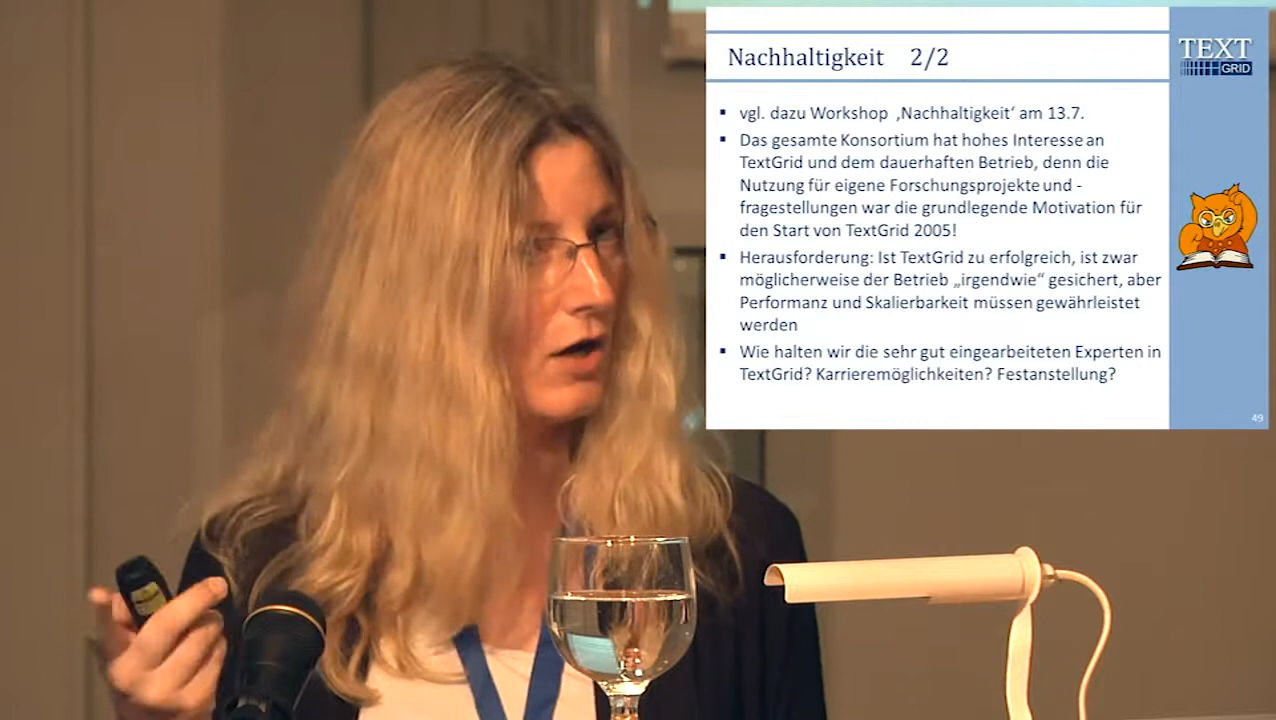 Nachhaltigkeit 2/2
TEXT
GRID
vgl. dazu Workshop ‚Nachhaltigkeit‘ am 13.7.
Das gesamte Konsortium hat hohes Interesse an
TextGrid und dem dauerhaften Betrieb, denn die
Nutzung für eigene Forschungsprojekte und -
fragestellungen war die grundlegende Motivation für
den Start von TextGrid 2005!
Herausforderung: Ist TextGrid zu erfolgreich, ist zwar
möglicherweise der Betrieb „irgendwie“ gesichert, aber
Performanz und Skalierbarkeit müssen gewährleistet
werden
Wie halten wir die sehr gut eingearbeiteten Experten in
TextGrid? Karrieremöglichkeiten? Festanstellung?
49